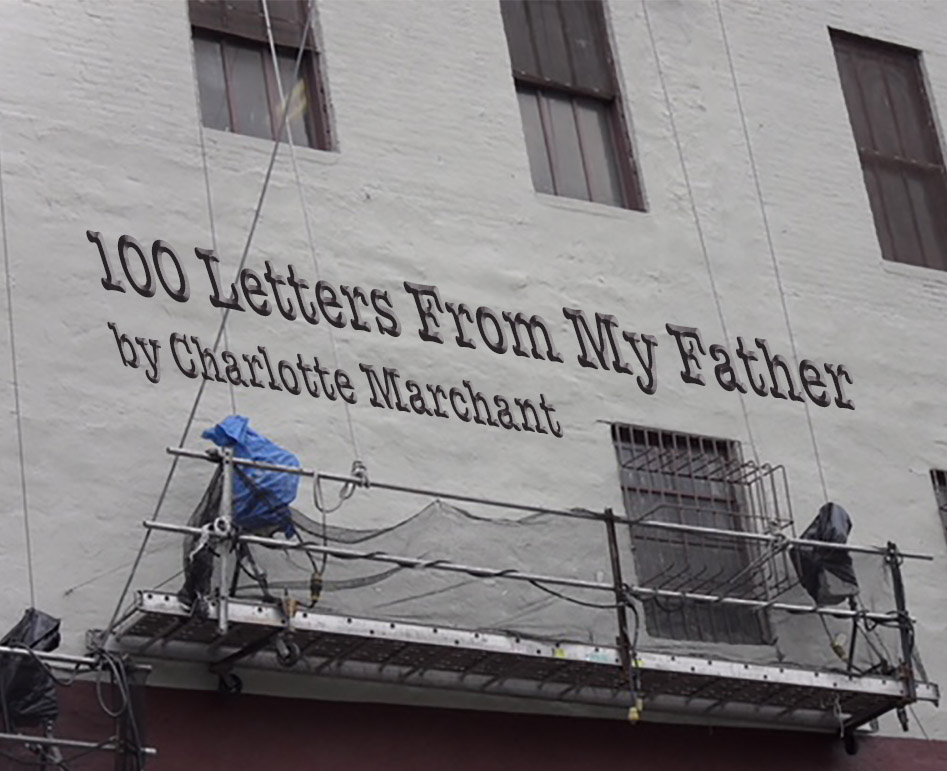 100 Letters From My Father
by Charlotte Marchant